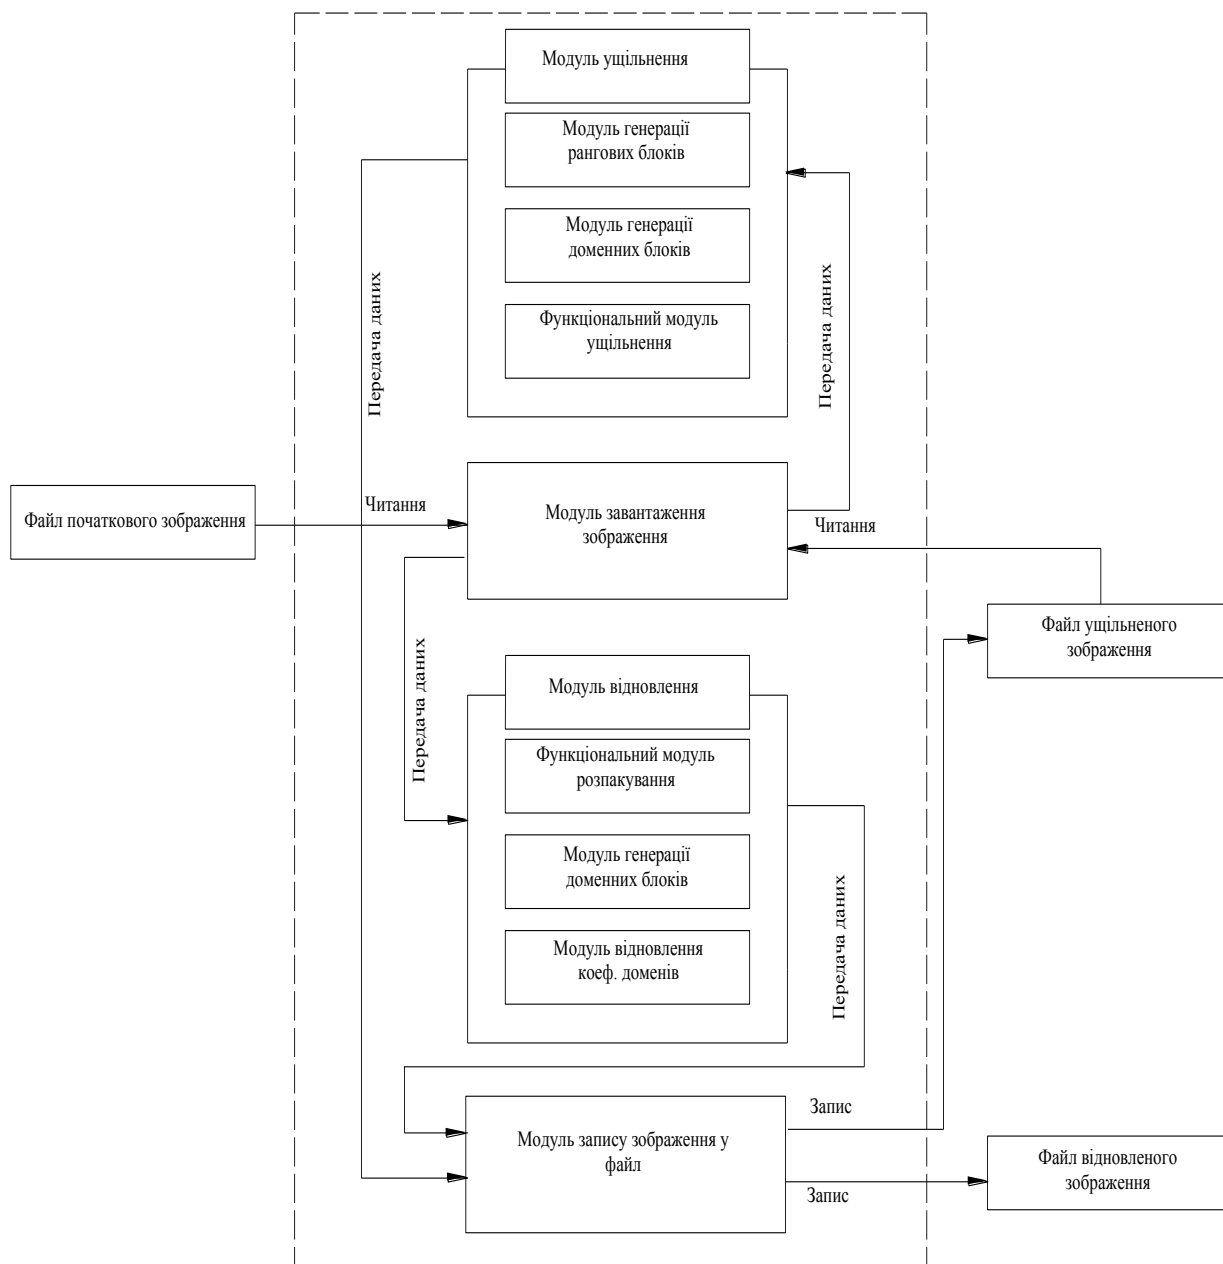 Модуль ущільнення
Модуль генерації
рангових блоків
Модуль генерації
доменних блоків
Функціональний модуль
ущільнення
Передача даних
Передача даних
Файл початкового зображення
Читання
Модуль завантаження
зображення
Читання
Файл ущільненого
зображення
Передача даних
Модуль відновлення
Функціональний модуль
розпакування
Модуль генерації
доменних блоків
Модуль відновлення
коеф. доменів
Передача даних
Модуль запису зображення у
файл
Запис
Запис
Файл відновленого
зображення